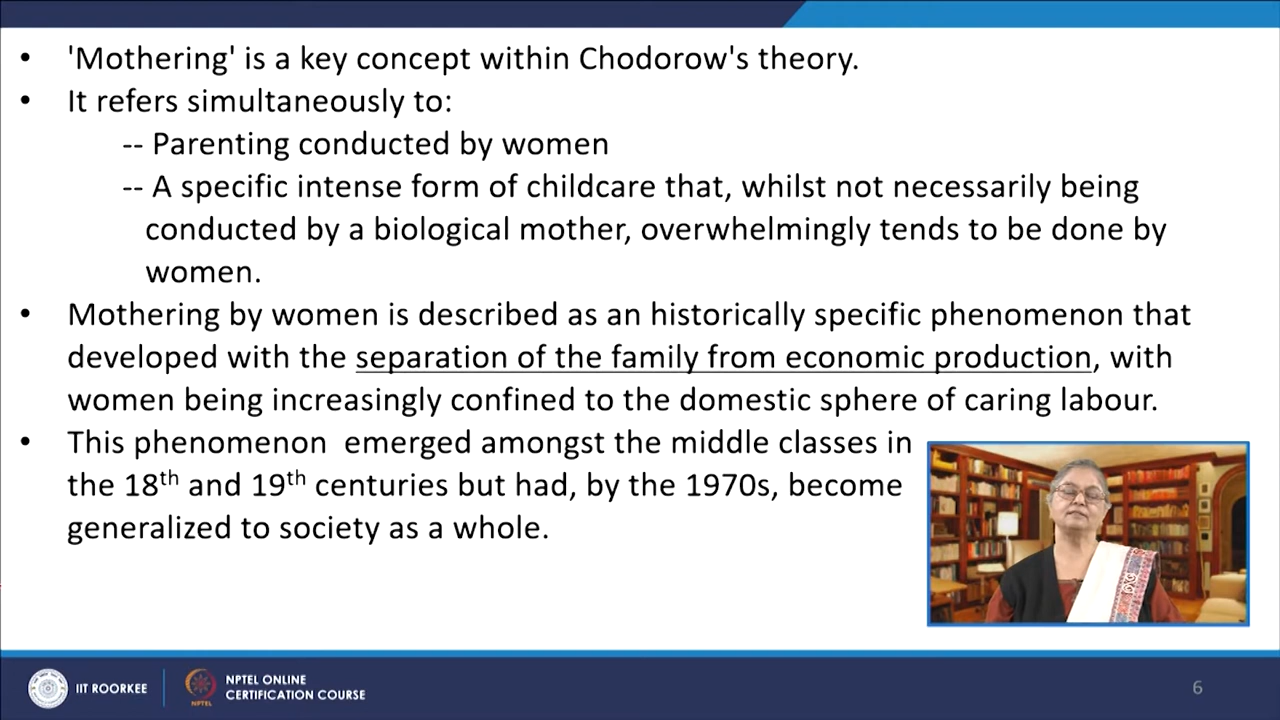 • 'Mothering' is a key concept within Chodorow's theory.
• It refers simultaneously to:
-- Parenting conducted by women
-- A specific intense form of childcare that, whilst not necessarily being
conducted by a biological mother, overwhelmingly tends to be done by
women.
• Mothering by women is described as an historically specific phenomenon that
developed with the separation of the family from economic production, with
women being increasingly confined to the domestic sphere of caring labour.
• This phenomenon emerged amongst the middle classes in
the 18th and 19th centuries but had, by the 1970s, become
generalized to society as a whole.
IIT ROORKEE
NPTEL
NPTEL ONLINE
CERTIFICATION COURSE
6